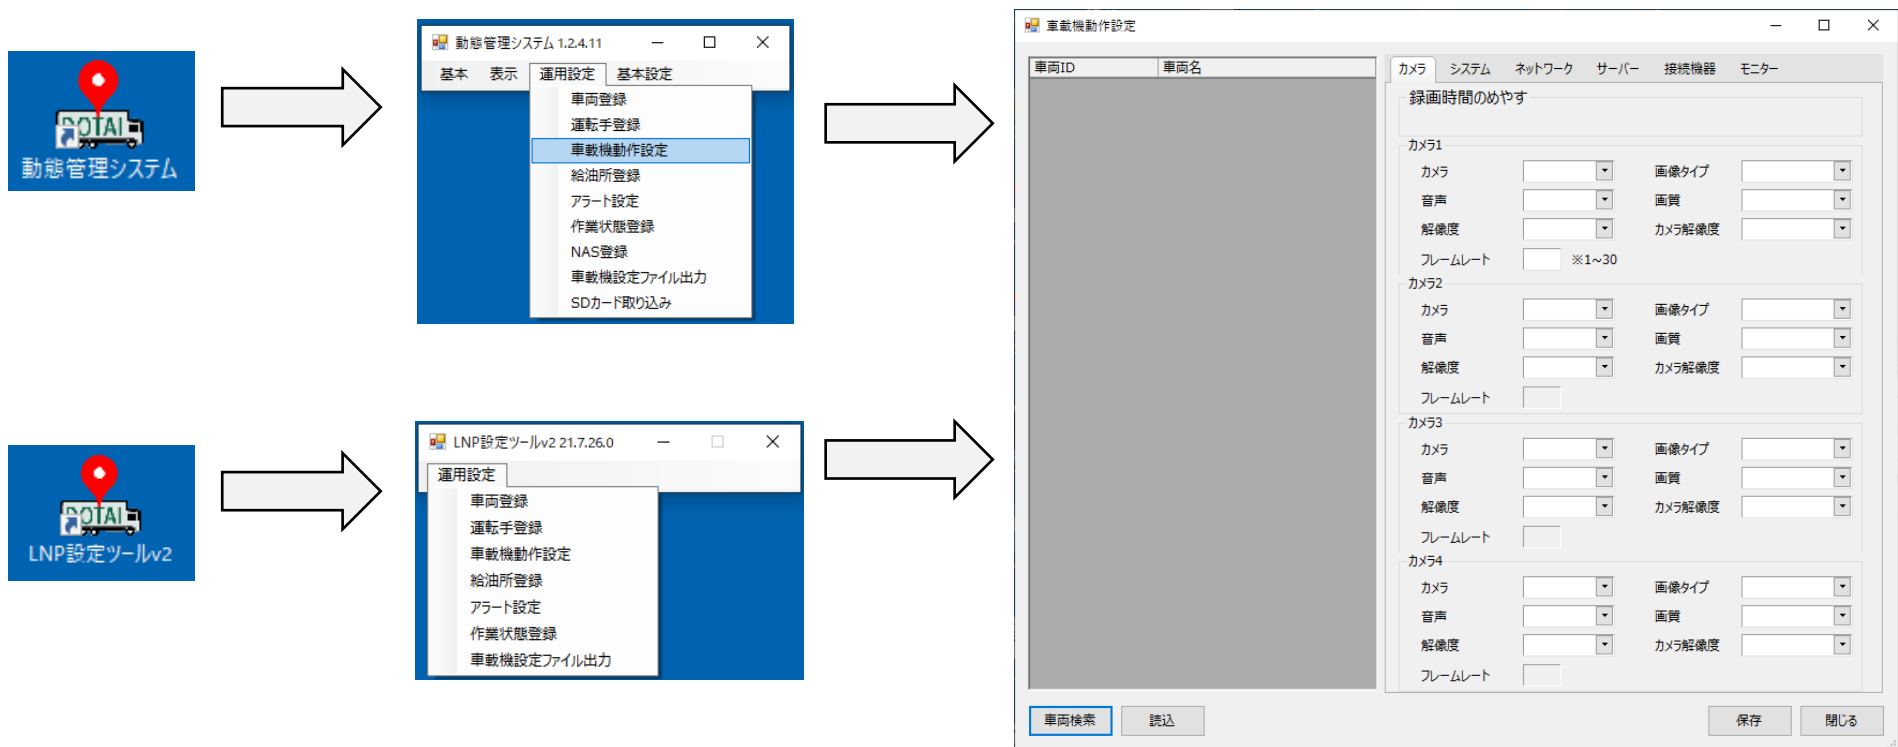 DOTAI
動態管理システム
動態管理システム 1.2.4.11
基本 表示 運用設定 基本設定
車両登録
運転手登録
車載機動作設定
給油所登録
アラート設定
作業状態登録
NAS登録
車載機設定ファイル出力
SDカード取り込み
DOTAI
LNP設定ツールv2
LNP設定ツールv2 21.7.26.0
運用設定
車両登録
運転手登録
車載機動作設定
給油所登録
アラート設定
作業状態登録
車載機設定ファイル出力
車載機動作設定
車両ID 車両名
カメラ システム ネットワーク サーバー 接続機器 モニター
録画時間のめやす
カメラ1
カメラ 画像タイプ
音声 画質
解像度 カメラ解像度
フレームレート ※1~30
カメラ2
カメラ 画像タイプ
音声 画質
解像度 カメラ解像度
フレームレート
カメラ3
カメラ 画像タイプ
音声 画質
解像度 カメラ解像度
フレームレート
カメラ4
カメラ 画像タイプ
音声 画質
解像度 カメラ解像度
フレームレート
車両検索 読込 保存 閉じる